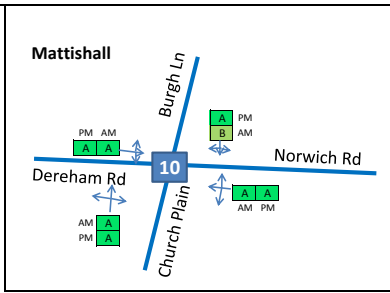 Mattishall
Burgh Ln
A PM
B AM
PM AM
A A
10
Norwich Rd
Dereham Rd
A A
AM PM
AM A
PM A
Church Plain